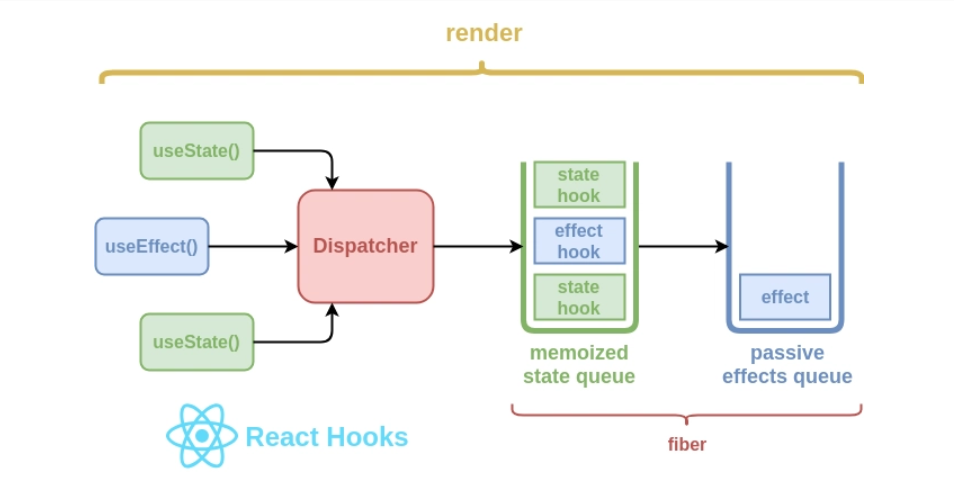 render
useState()
useEffect()
useState()
Dispatcher
state
hook
effect
hook
state
hook
memoized
state queue
effect
passive
effects queue
fiber
React Hooks